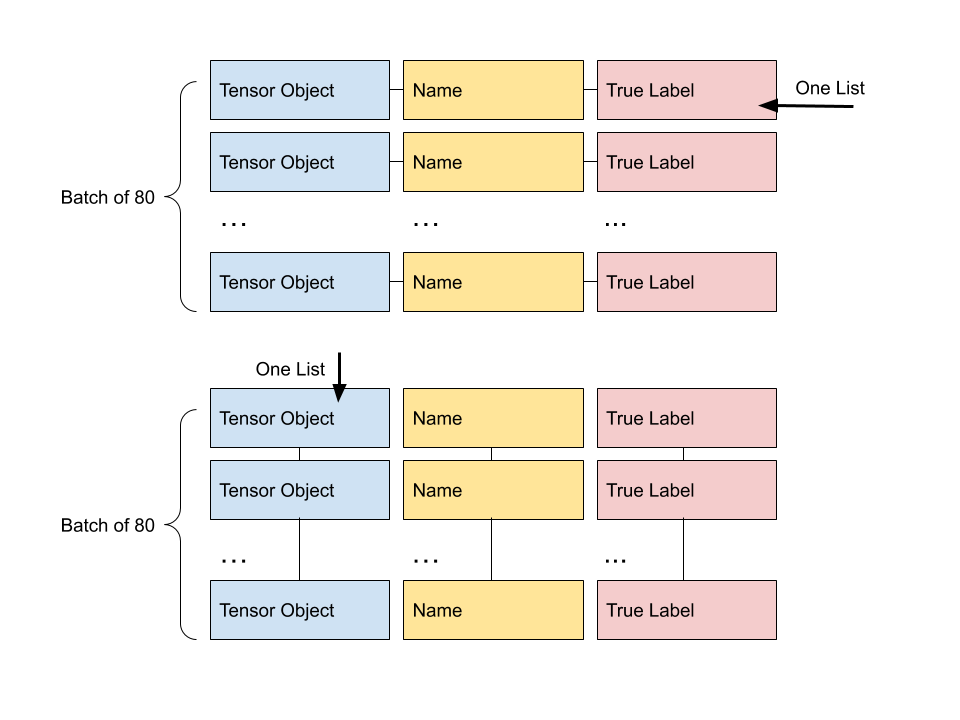 Tensor Object Name True Label One List
Tensor Object Name True Label
Batch of 80
... ... ...
Tensor Object Name True Label
One List
Tensor Object Name True Label
Tensor Object Name True Label
Batch of 80
... ... ...
Tensor Object Name True Label